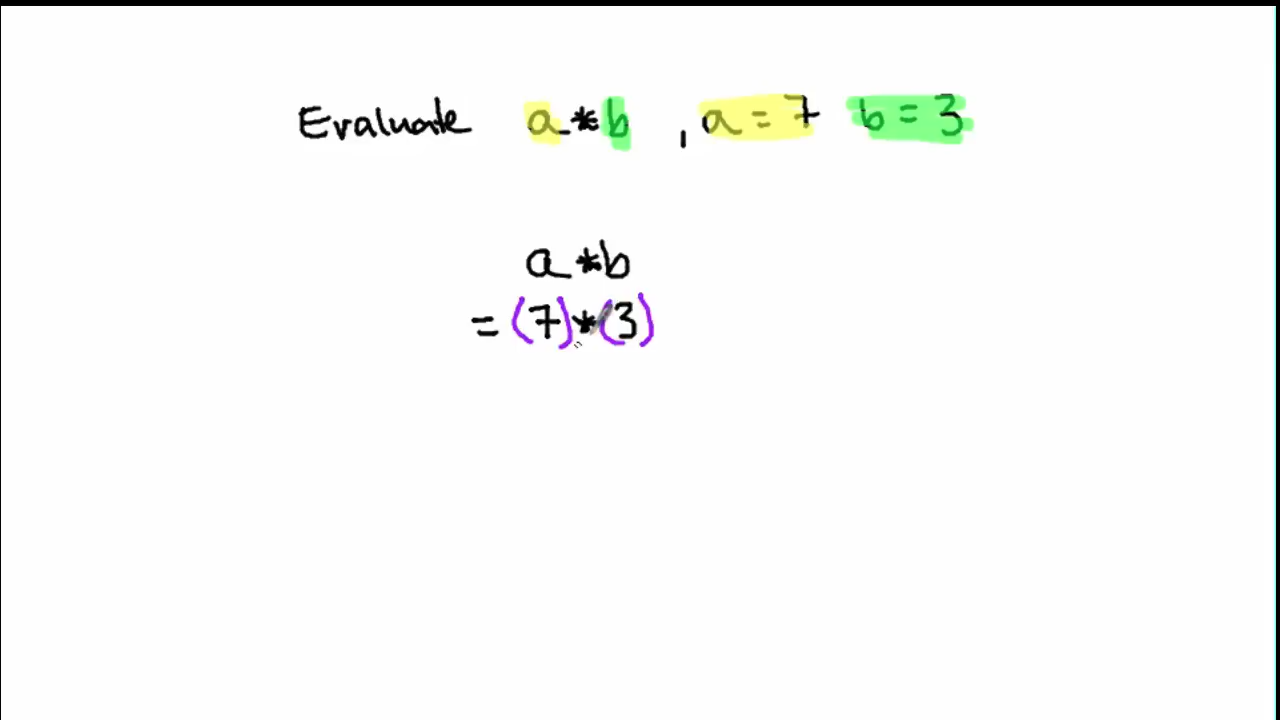 Evaluate a*b , a = 7 b = 3
a*b
= (7)*(3)